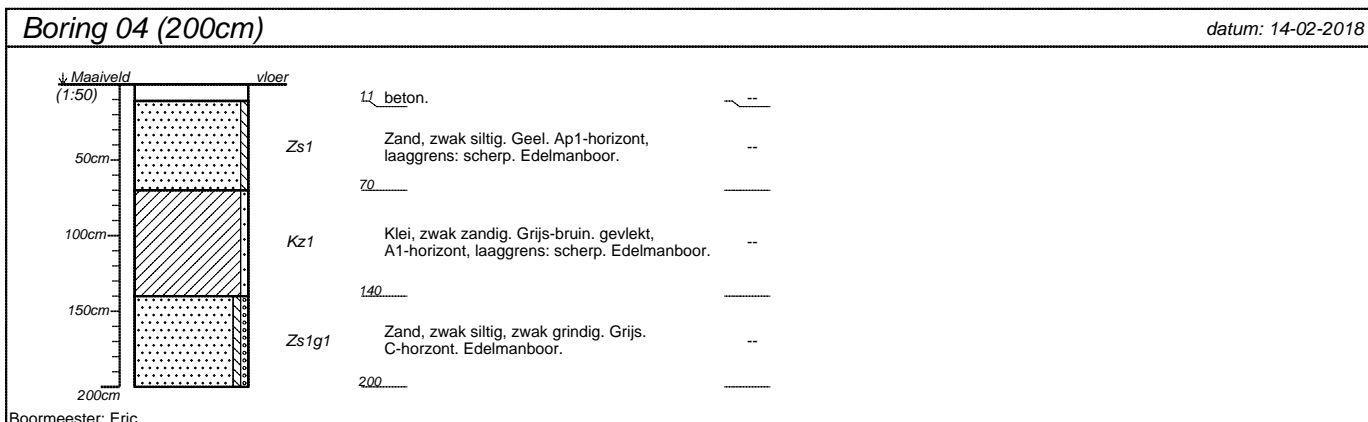 Boring 04 (200cm)
datum: 14-02-2018
Maaiveld
vloer
(1:50)
11 beton. --
Zs1
Zand, zwak siltig. Geel. Ap1-horizont,
laaggrens: scherp. Edelmanboor.
--
50cm
70
100cm
Kz1
Klei, zwak zandig. Grijs-bruin. gevlekt,
A1-horizont, laaggrens: scherp. Edelmanboor.
--
140
150cm
Zs1g1
Zand, zwak siltig, zwak grindig. Grijs.
C-horzont. Edelmanboor.
--
200
200cm
Boormeester: Eric